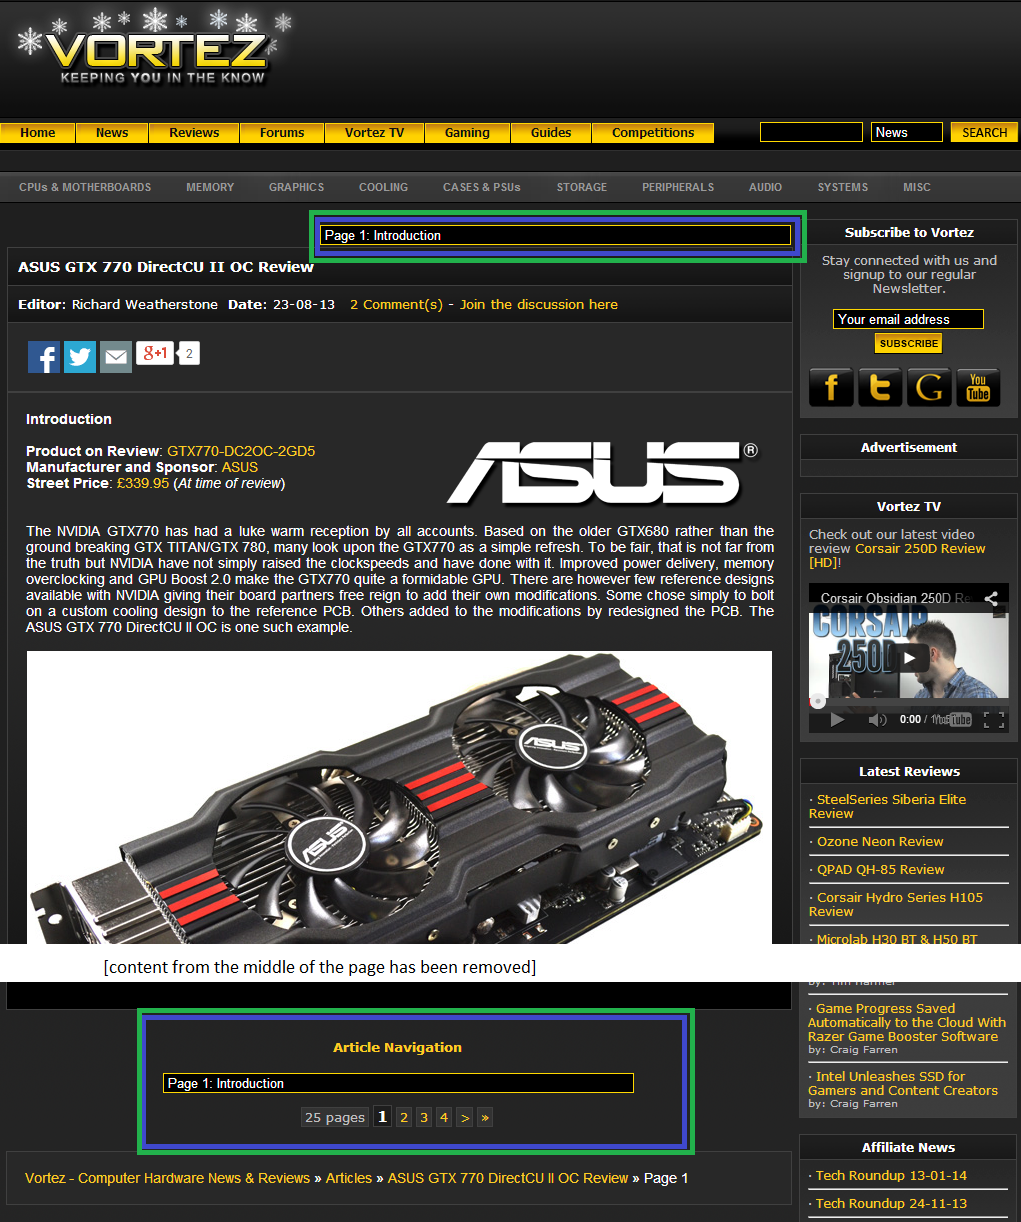 VORTEZ
KEEPING YOU IN THE KNOW
Home News Reviews Forums Vortez TV Gaming Guides Competitions News SEARCH
CPUs & MOTHERBOARDS MEMORY GRAPHICS COOLING CASES & PSUs STORAGE PERIPHERALS AUDIO SYSTEMS MISC
Page 1: Introduction
ASUS GTX 770 DirectCU II OC Review
Editor: Richard Weatherstone Date: 23-08-13 2 Comment(s) - Join the discussion here
g+1 2
Introduction
Product on Review: GTX770-DC2OC-2GD5
Manufacturer and Sponsor: ASUS
Street Price: £339.95 (At time of review)
ASUS®
The NVIDIA GTX770 has had a luke warm reception by all accounts. Based on the older GTX680 rather than the
ground breaking GTX TITAN/GTX 780, many look upon the GTX770 as a simple refresh. To be fair, that is not far from
the truth but NVIDIA have not simply raised the clockspeeds and have done with it. Improved power delivery, memory
overclocking and GPU Boost 2.0 make the GTX770 quite a formidable GPU. There are however few reference designs
available with NVIDIA giving their board partners free reign to add their own modifications. Some chose simply to bolt
on a custom cooling design to the reference PCB. Others added to the modifications by redesigned the PCB. The
ASUS GTX 770 DirectCU II OC is one such example.
ASUS
ASUS
Subscribe to Vortez
Stay connected with us and
signup to our regular
Newsletter.
Your email address
SUBSCRIBE
f t G You Tube
Advertisement
Vortez TV
Check out our latest video
review Corsair 250D Review
[HD]!
Corsair Obsidian 250D Re
CORSAIR
250D
0:00 / YouTube
Latest Reviews
· SteelSeries Siberia Elite
Review
· Ozone Neon Review
· QPAD QH-85 Review
· Corsair Hydro Series H105
Review
· Microlab H30 BT & H50 BT
[content from the middle of the page has been removed]
by: Tim Harmer
· Game Progress Saved
Automatically to the Cloud With
Razer Game Booster Software
by: Craig Farren
· Intel Unleashes SSD for
Gamers and Content Creators
by: Craig Farren
Affiliate News
· Tech Roundup 13-01-14
· Tech Roundup 24-11-13
Article Navigation
Page 1: Introduction
25 pages 1 2 3 4 > »
Vortez - Computer Hardware News & Reviews » Articles » ASUS GTX 770 DirectCU II OC Review » Page 1